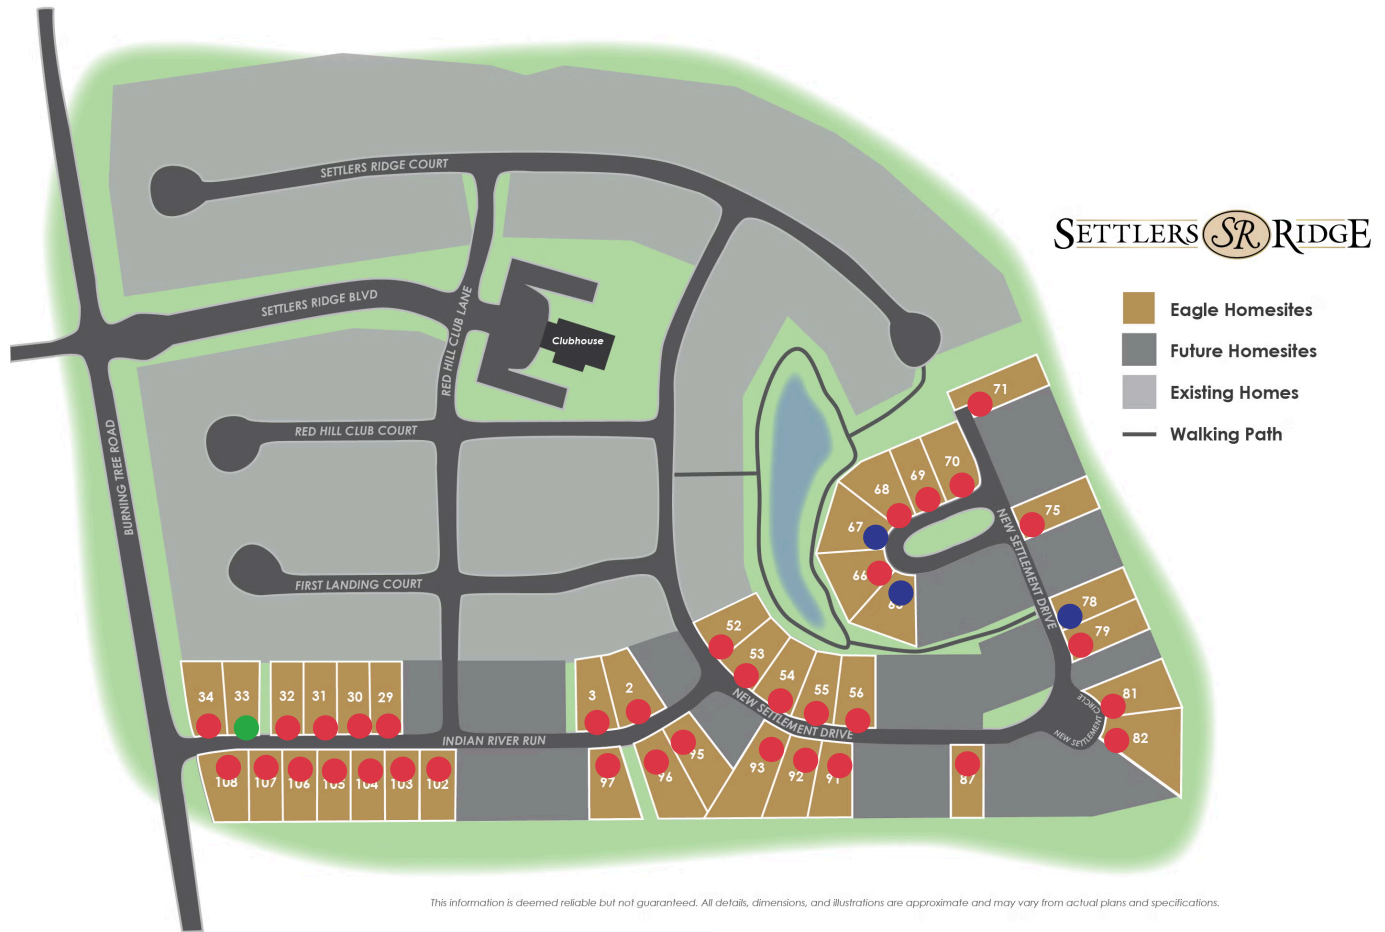 SETTLERS RIDGE COURT
SETTLERS SR RIDGE
Eagle Homesites
Future Homesites
Existing Homes
Walking Path
SETTLERS RIDGE BLVD
RED HILL CLUB LANE
Clubhouse
RED HILL CLUB COURT
BURNING TREE ROAD
FIRST LANDING COURT
71
70
69
68
67
66
75
NEW SETTLEMENT DRIVE
78
79
81
82
NEW SETTLEMENT CIRCLE
52
53
54
55
56
NEW SETTLEMENT DRIVE
34
33
32
31
30
29
3
2
INDIAN RIVER RUN
108
107
106
105
104
103
102
97
96
95
93
92
91
87
This information is deemed reliable but not guaranteed. All details, dimensions, and illustrations are approximate and may vary from actual plans and specifications.